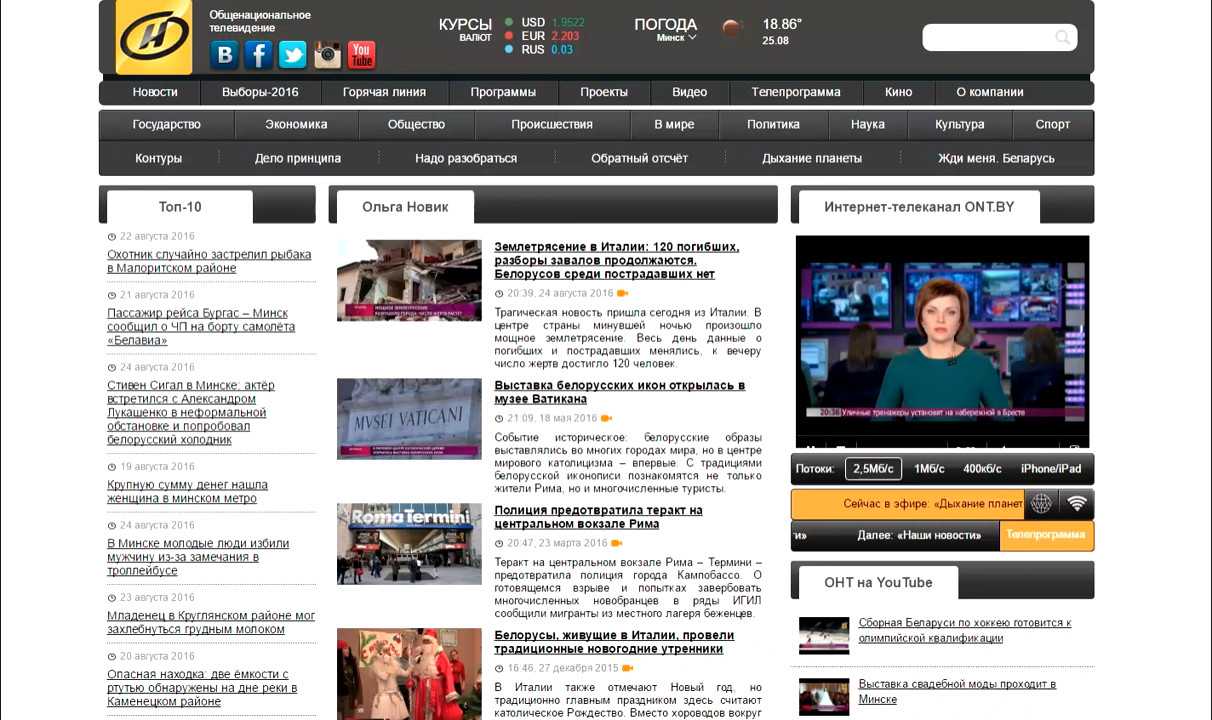 Общенациональное
телевидение
КУРСЫ
ВАЛЮТ
USD 1.9522
EUR 2.203
RUS 0.03
ПОГОДА
Минск
18.86°
25.08
You
Tube
Новости Выборы-2016 Горячая линия Программы Проекты Видео Телепрограмма Кино О компании
Государство Экономика Общество Происшествия В мире Политика Наука Культура Спорт
Контуры Дело принципа Надо разобраться Обратный отсчёт Дыхание планеты Жди меня. Беларусь
Топ-10
22 августа 2016
Охотник случайно застрелил рыбака
в Малоритском районе
21 августа 2016
Пассажир рейса Бургас – Минск
сообщил о ЧП на борту самолёта
«Белавиа»
24 августа 2016
Стивен Сигал в Минске: актёр
встретился с Александром
Лукашенко в неформальной
обстановке и попробовал
белорусский холодник
19 августа 2016
Крупную сумму денег нашла
женщина в минском метро
24 августа 2016
В Минске молодые люди избили
мужчину из-за замечания в
троллейбусе
23 августа 2016
Младенец в Круглянском районе мог
захлебнуться грудным молоком
20 августа 2016
Опасная находка: две ёмкости с
ртутью обнаружены на дне реки в
Каменецком районе
Ольга Новик
Землетрясение в Италии: 120 погибших,
разборы завалов продолжаются.
Белорусов среди пострадавших нет
20:39, 24 августа 2016
Трагическая новость пришла сегодня из Италии. В
центре страны минувшей ночью произошло
мощное землетрясение. Весь день данные о
погибших и пострадавших менялись, к вечеру
число жертв достигло 120 человек.
MVSEI VATICANI
Выставка белорусских икон открылась в
музее Ватикана
21:09, 18 мая 2016
Событие историческое: белорусские образы
выставлялись во многих городах мира, но в центре
мирового католицизма – впервые. С традициями
белорусской иконописи познакомятся не только
жители Рима, но и многочисленные туристы.
Roma Termini
Полиция предотвратила теракт на
центральном вокзале Рима
20:47, 23 марта 2016
Теракт на центральном вокзале Рима – Термини –
предотвратила полиция города Кампобассо. О
готовящемся взрыве и попытках завербовать
многочисленных новобранцев в ряды ИГИЛ
сообщили мигранты из местного лагеря беженцев.
Белорусы, живущие в Италии, провели
традиционные новогодние утренники
16:46, 27 декабря 2015
В Италии также отмечают Новый год, но
традиционно главным праздником здесь считают
католическое Рождество. Вместо хороводов вокруг
Интернет-телеканал ONT.BY
20:36 Уличные тренажеры установят на набережной в Бресте
Потоки: 2,5Мб/с 1Мб/с 400кб/с iPhone/iPad
Сейчас в эфире: «Дыхание планет
ти» Далее: «Наши новости» Телепрограмма
ОНТ на YouTube
Сборная Беларуси по хоккею готовится к
олимпийской квалификации
Выставка свадебной моды проходит в
Минске